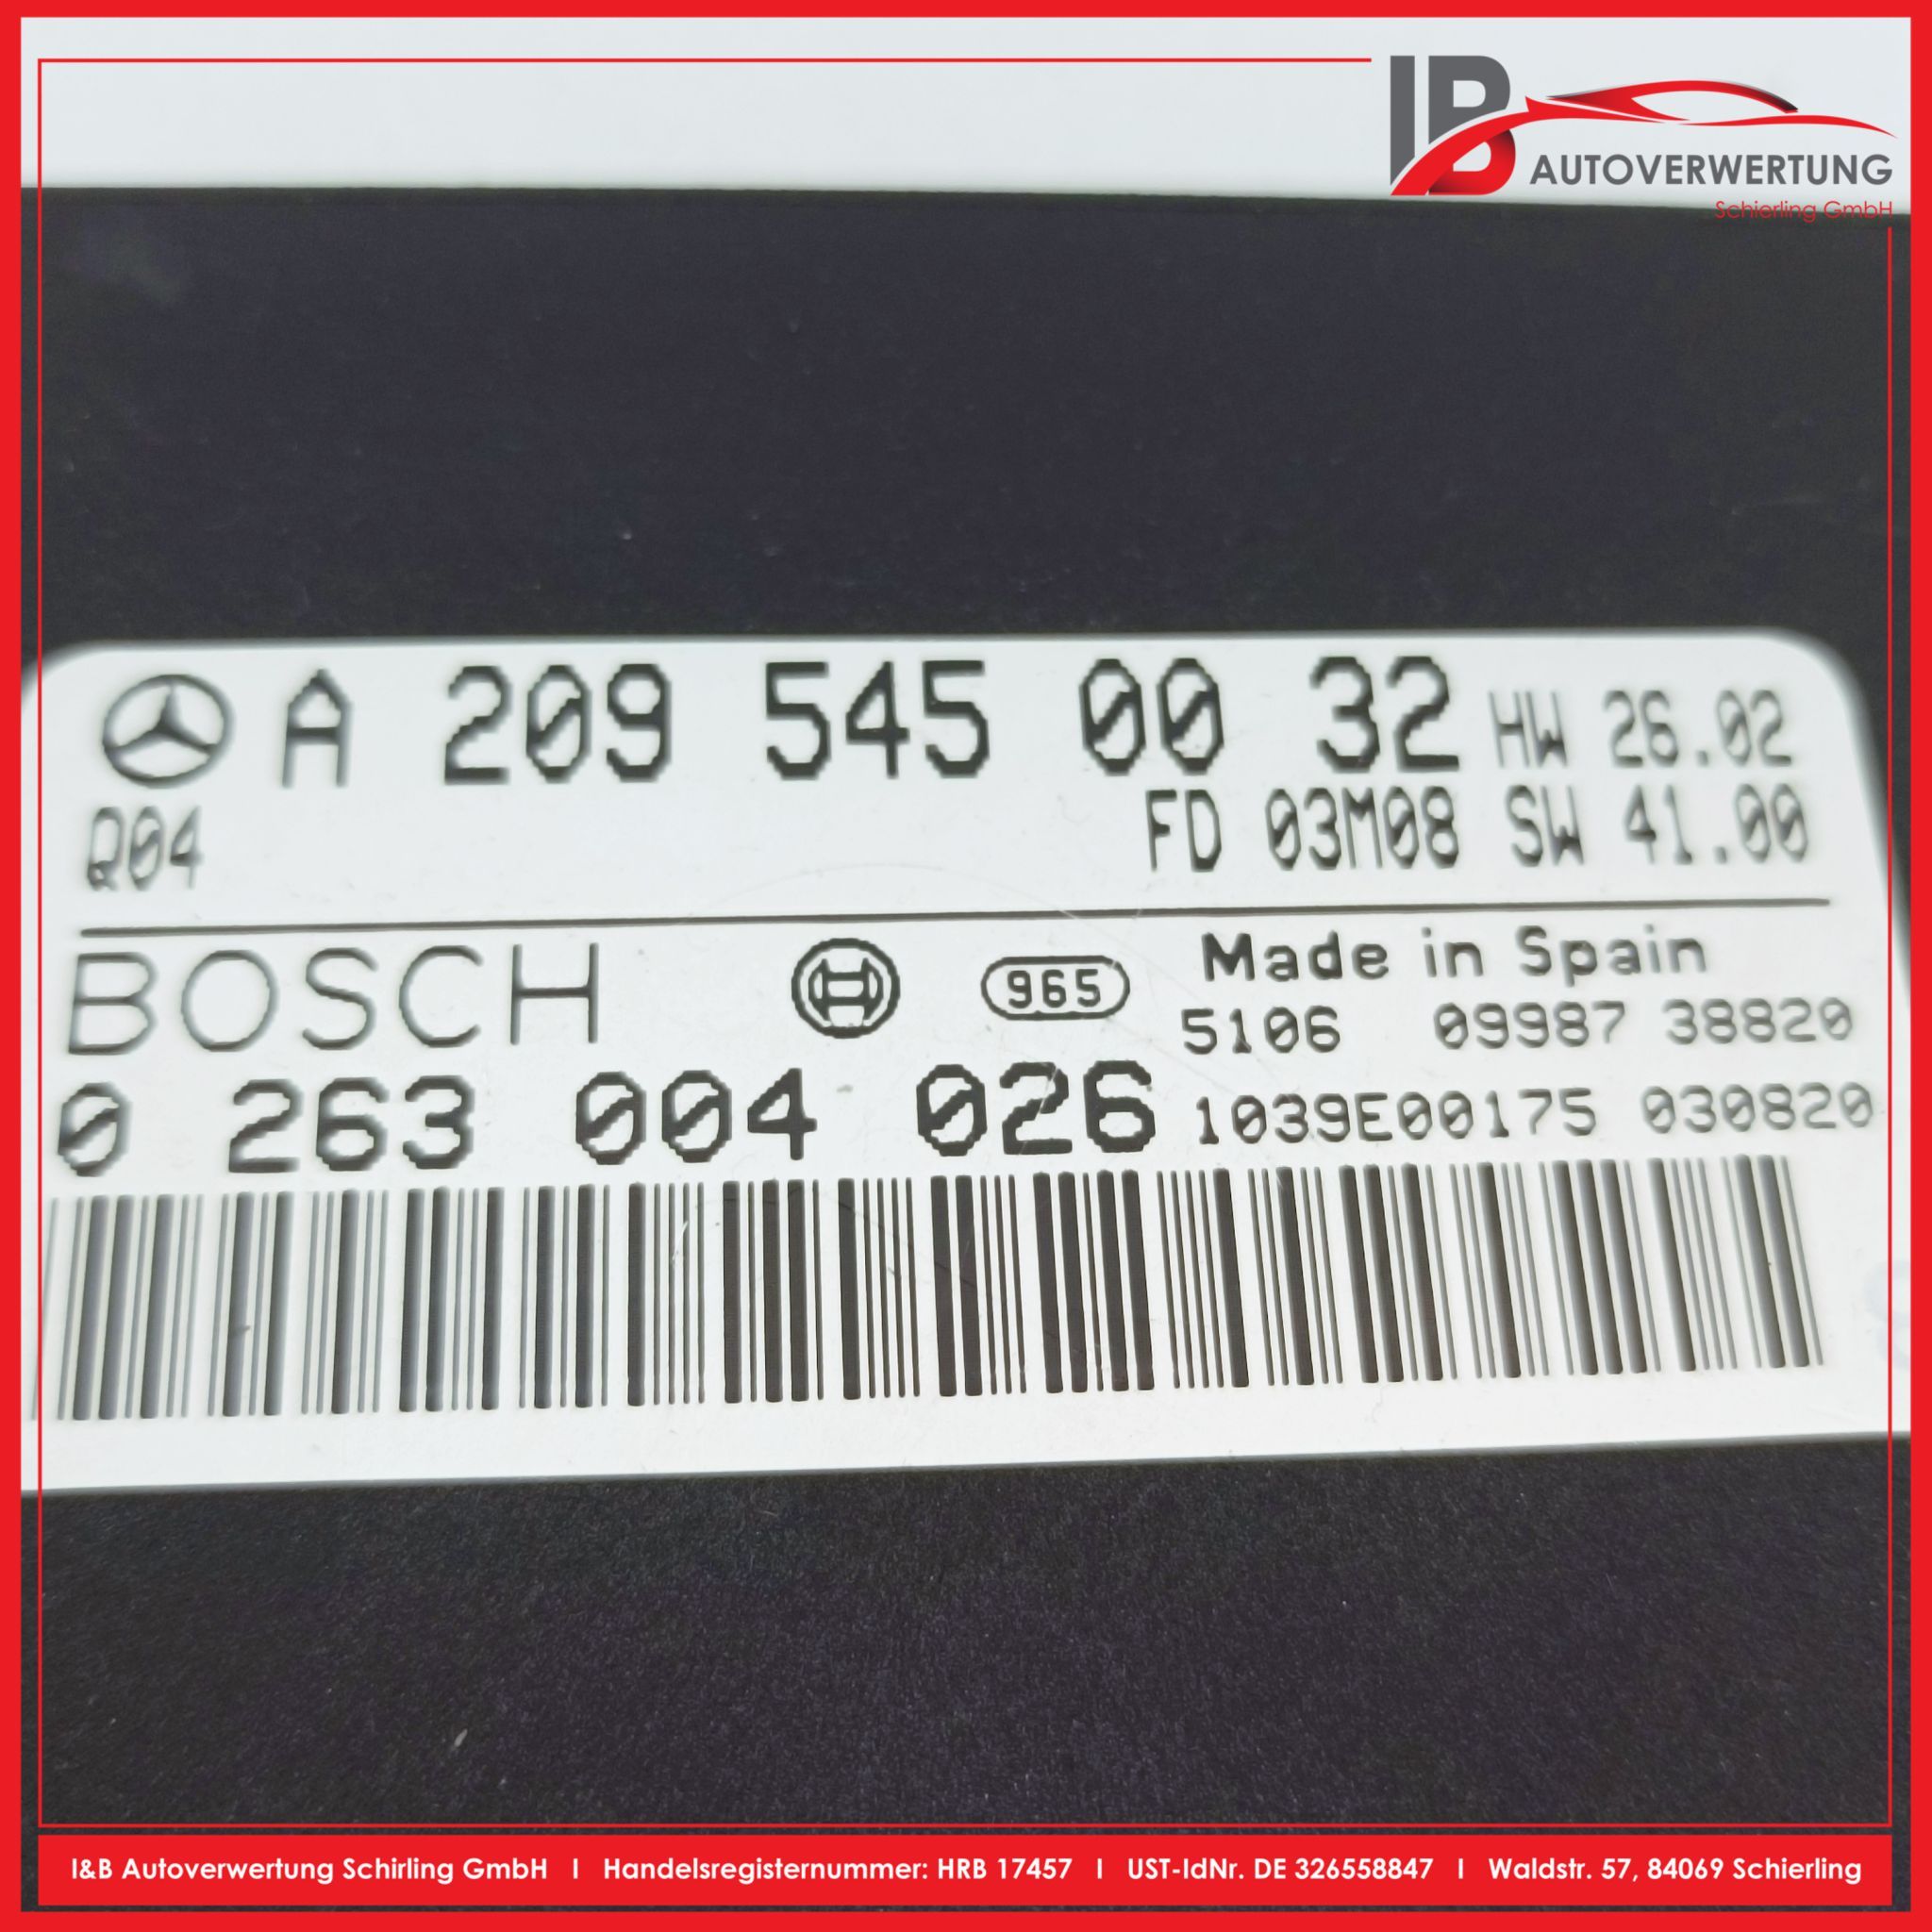 IB AUTOVERWERTUNG
Schierling GmbH
A 209 545 00 32 HW 26.02
Q04 FD 03M08 SW 41.00
BOSCH 965 Made in Spain
5106 09987 38820
0 263 004 026 1039E00175 030820
I&B Autoverwertung Schirling GmbH I Handelsregisternummer: HRB 17457 I UST-IdNr. DE 326558847 I Waldstr. 57, 84069 Schierling